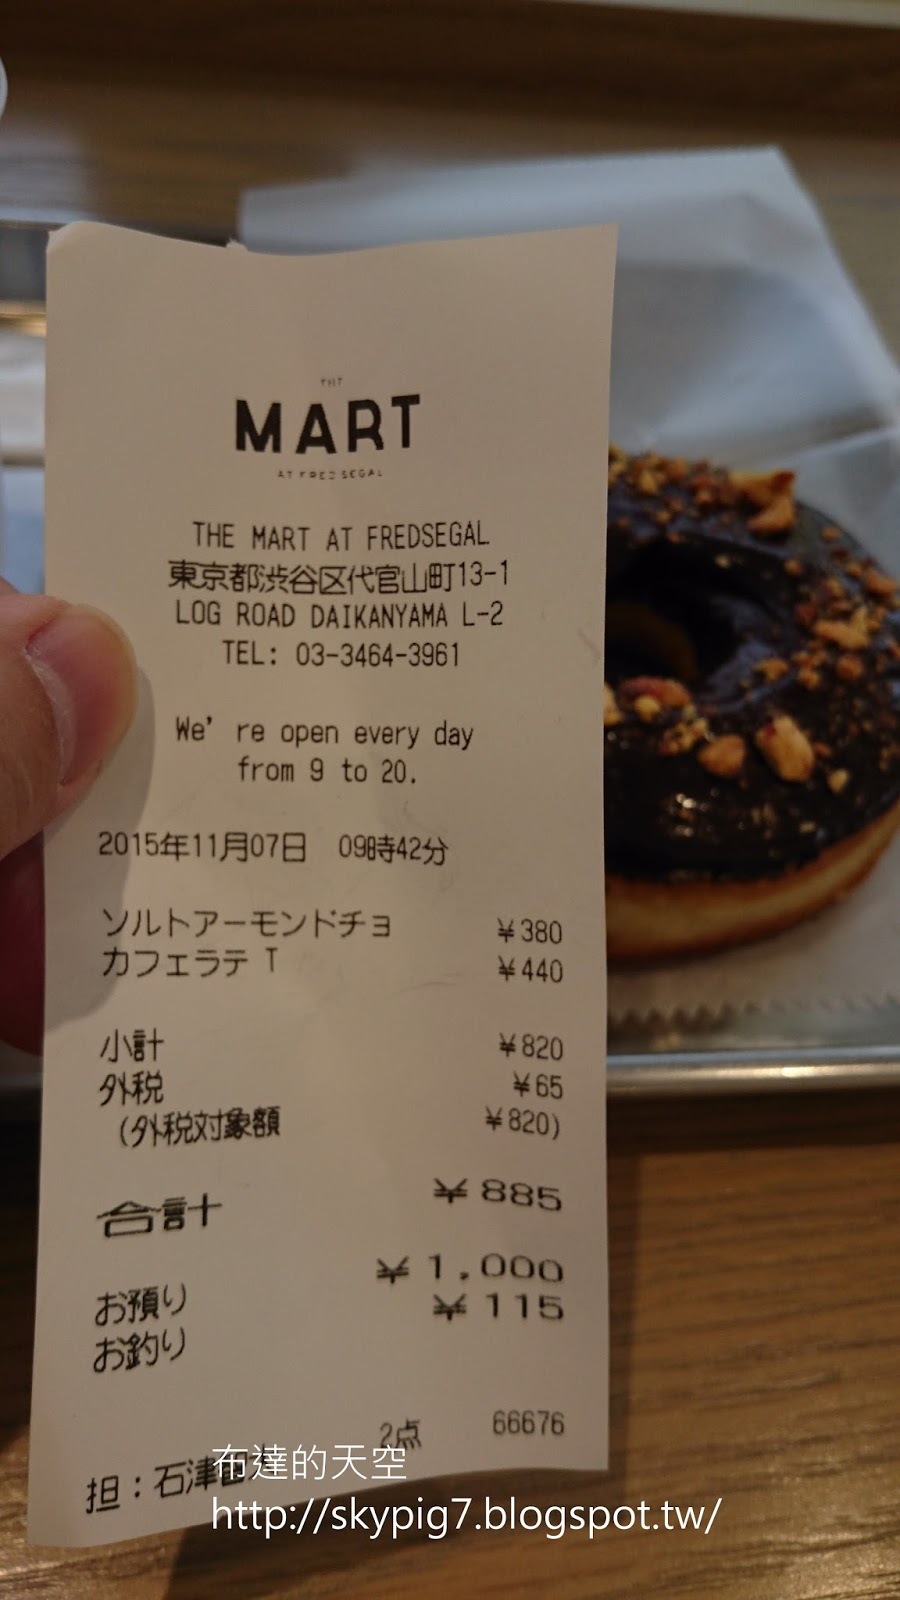 THE
MART
AT FRED SEGAL
THE MART AT FREDSEGAL
東京都渋谷区代官山町13-1
LOG ROAD DAIKANYAMA L-2
TEL: 03-3464-3961
We're open every day
from 9 to 20.
2015年11月07日 09時42分
ソルトアーモンドチョ ¥380
カフェラテ T ¥440
小計 ¥820
外税 ¥65
(外税対象額 ¥820)
合計 ¥885
お預り ¥1,000
お釣り ¥115
2点 66676
担:石津
布達的天空
http://skypig7.blogspot.tw/